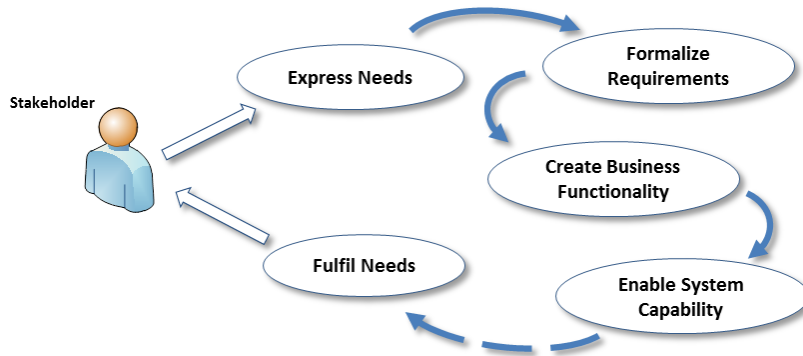 Stakeholder
Express Needs
Formalize
Requirements
Create Business
Functionality
Enable System
Capability
Fulfil Needs